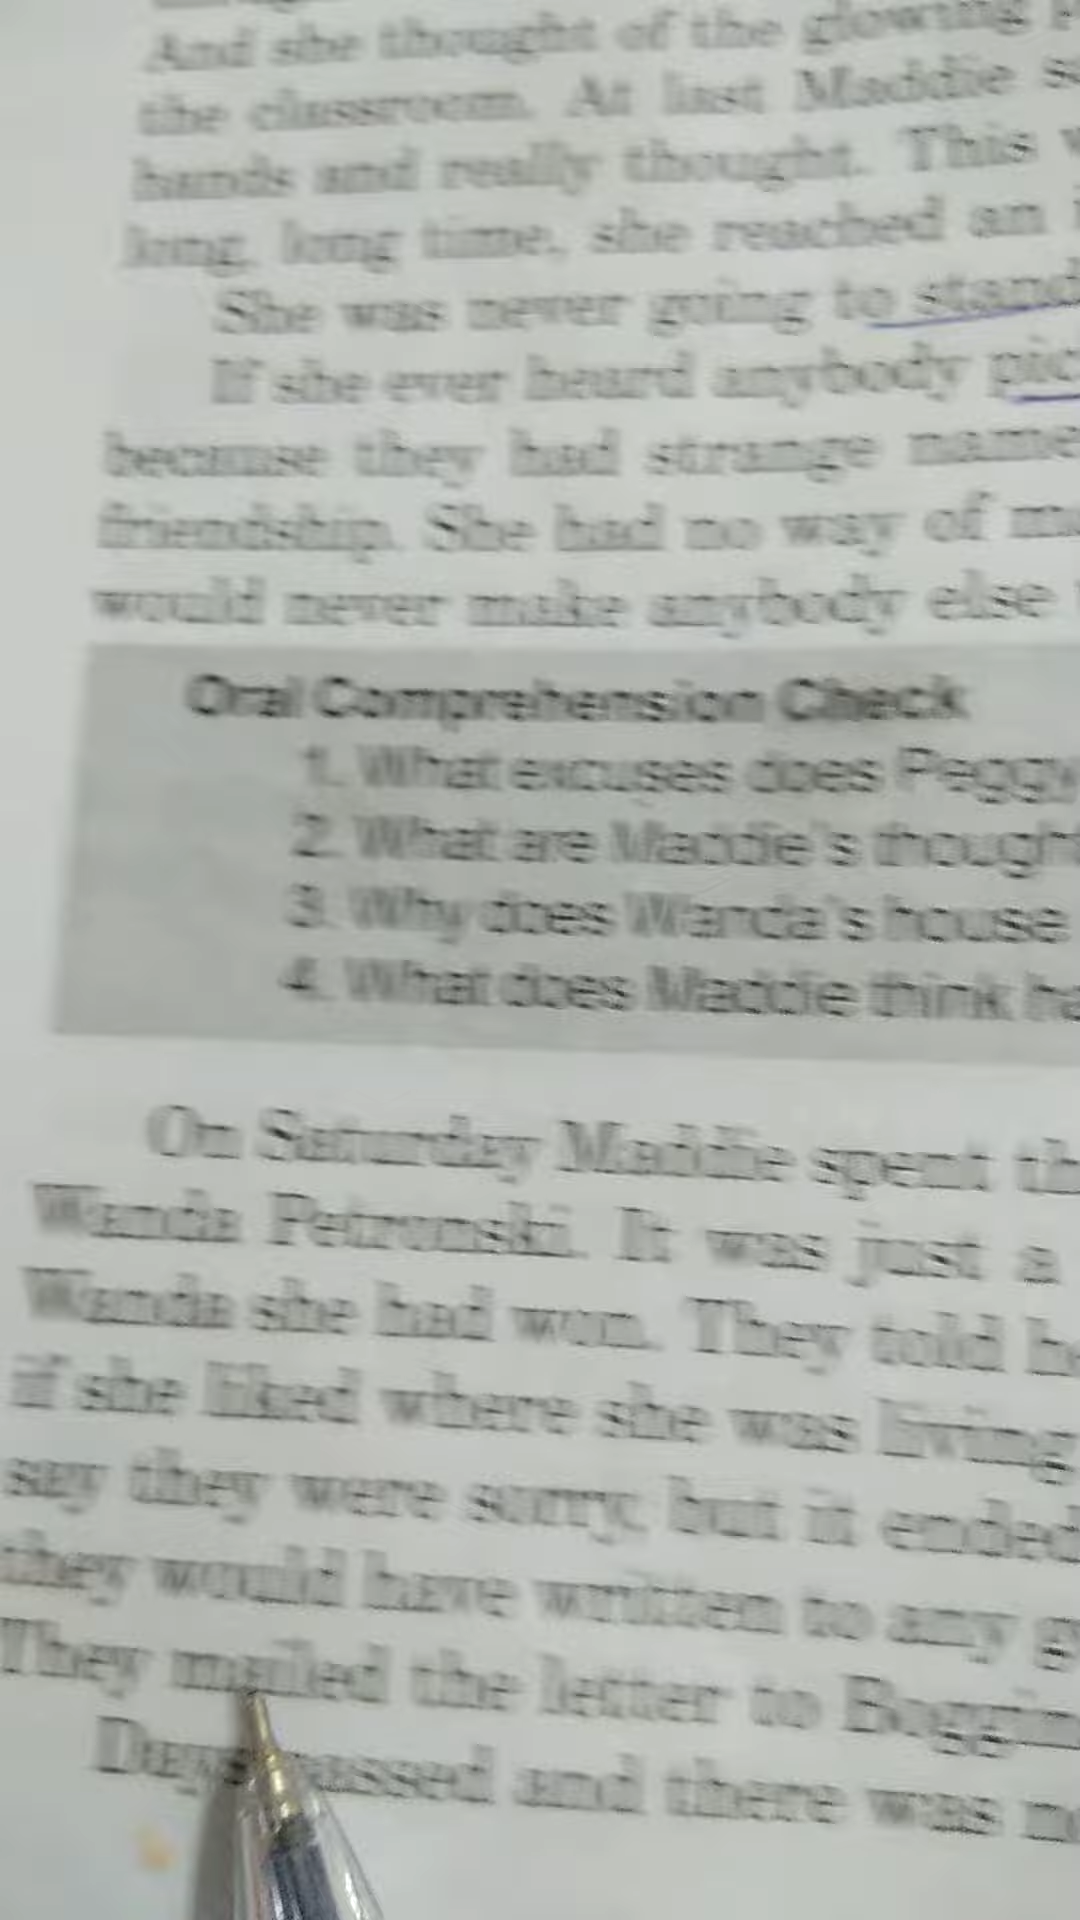 And she thought of the glowing
the classroom. At last Maddie
hands and really thought. This
long, long time, she reached an
She was never going to stand
If she ever heard anybody pic
because they had strange name
friendship. She had no way of
would never make anybody else
Oral Comprehension Check
1. What excuses does Peggy
2. What are Maddie's thought
3. Why does Wanda's house
4. What does Maddie think
On Saturday Maddie spent
Wanda Petronski. It was just a
Wanda she had won. They told
if she liked where she was living
say they were sorry, but it ended
they would have written to any
They mailed the letter to Boggin
Days passed and there was